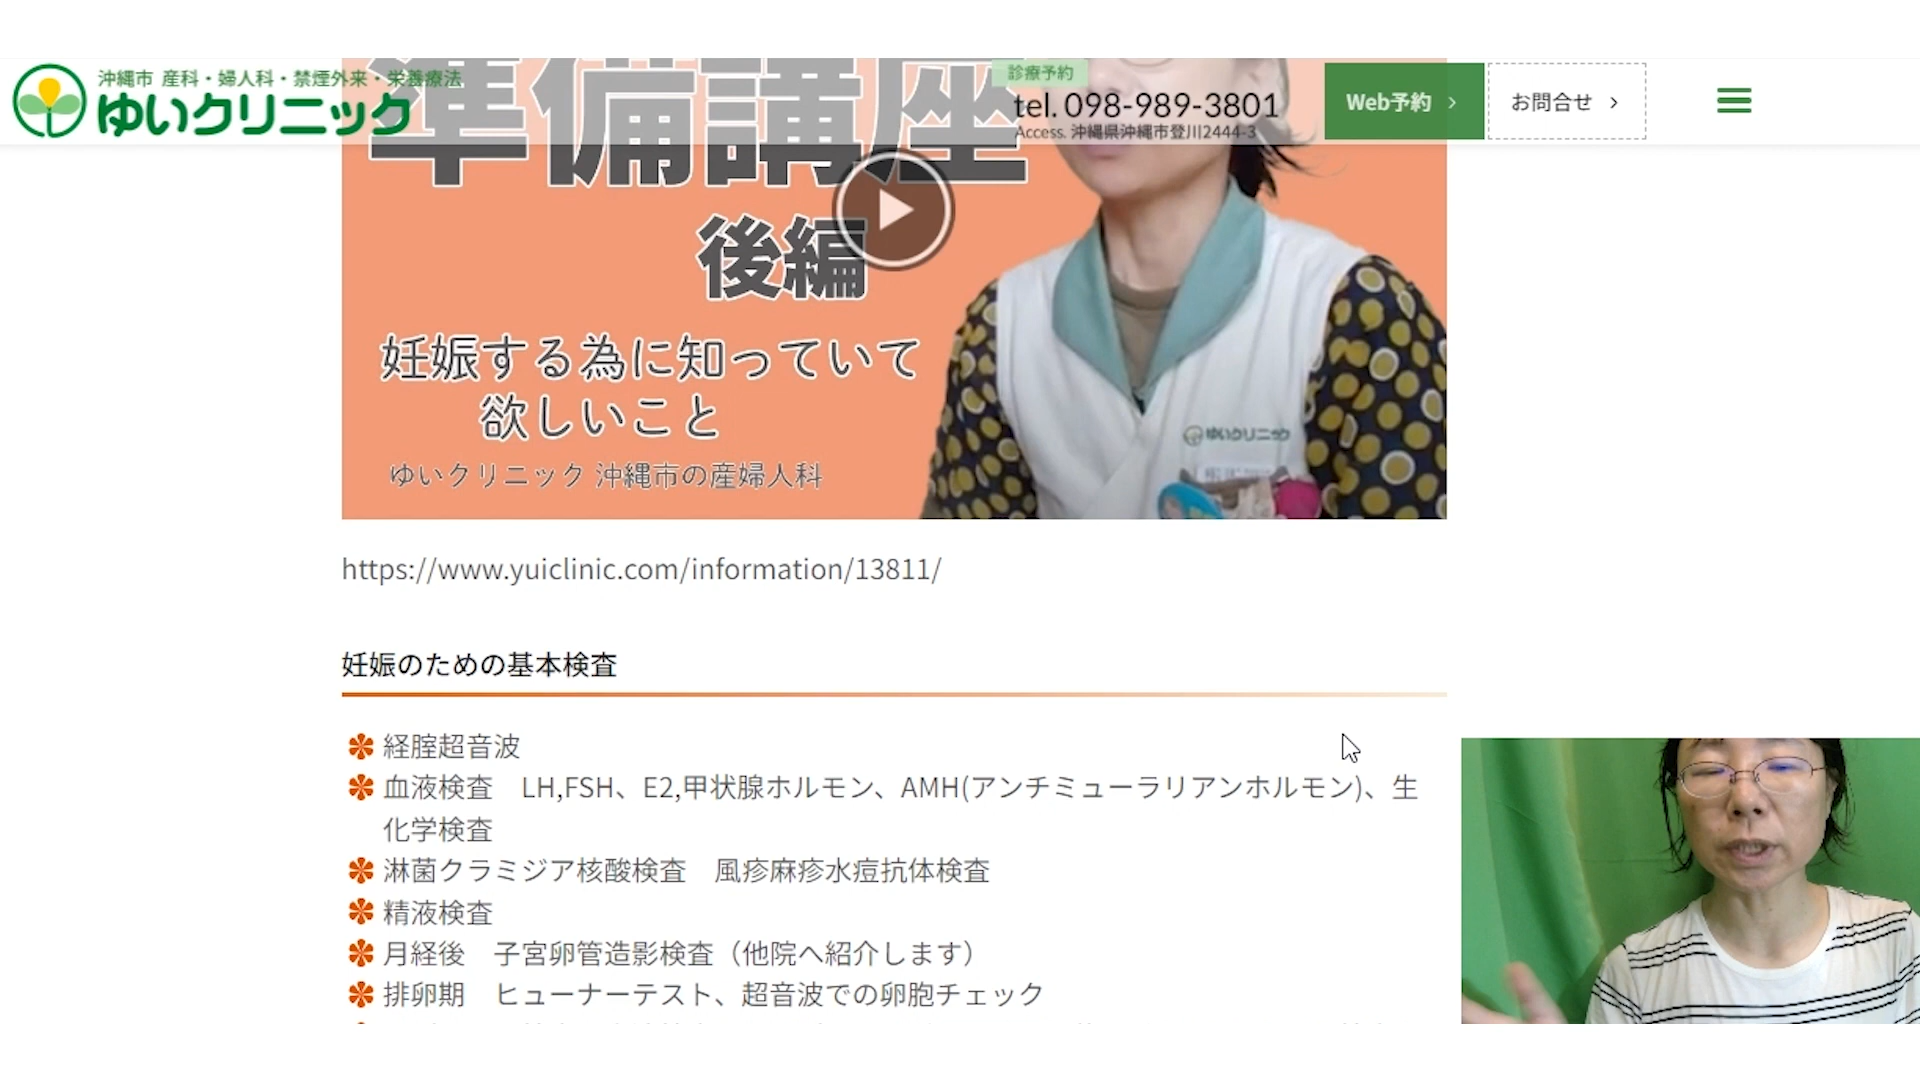 沖縄市 産科・婦人科・禁煙外来・栄養療法
ゆいクリニック
診療予約
tel. 098-989-3801
Access. 沖縄県沖縄市登川2444-3
Web予約
お問合せ
準備講座
後編
妊娠する為に知っていて
欲しいこと
ゆいクリニック 沖縄市の産婦人科
ゆいクリニック
https://www.yuiclinic.com/information/13811/
妊娠のための基本検査
経腟超音波
血液検査　LH,FSH、E2,甲状腺ホルモン、AMH(アンチミューラリアンホルモン)、生
化学検査
淋菌クラミジア核酸検査　風疹麻疹水痘抗体検査
精液検査
月経後　子宮卵管造影検査（他院へ紹介します）
排卵期　ヒューナーテスト、超音波での卵胞チェック